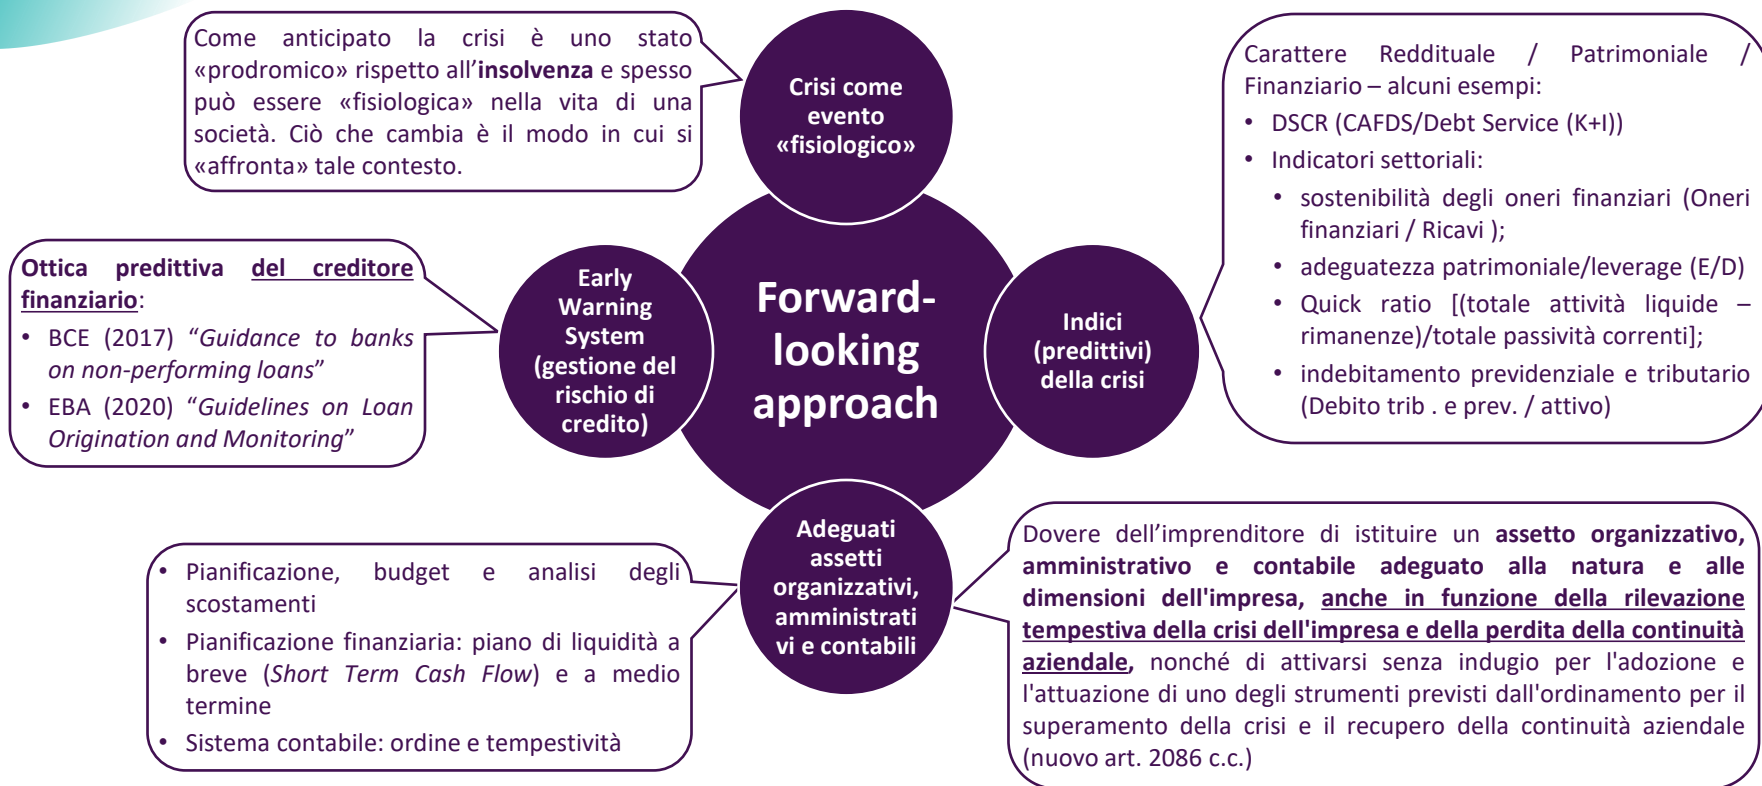 Come anticipato la crisi è uno stato
«prodromico» rispetto all’insolvenza e spesso
può essere «fisiologica» nella vita di una
società. Ciò che cambia è il modo in cui si
«affronta» tale contesto.
Crisi come
evento
«fisiologico»
Carattere Reddituale / Patrimoniale /
Finanziario – alcuni esempi:
• DSCR (CAFDS/Debt Service (K+I))
• Indicatori settoriali:
• sostenibilità degli oneri finanziari (Oneri
finanziari / Ricavi );
• adeguatezza patrimoniale/leverage (E/D)
• Quick ratio [(totale attività liquide –
rimanenze)/totale passività correnti];
• indebitamento previdenziale e tributario
(Debito trib . e prev. / attivo)
Ottica predittiva del creditore
finanziario:
• BCE (2017) “Guidance to banks
on non-performing loans”
• EBA (2020) “Guidelines on Loan
Origination and Monitoring”
Early
Warning
System
(gestione del
rischio di
credito)
Forward-
looking
approach
Indici
(predittivi)
della crisi
Adeguati
assetti
organizzativi,
amministrati
vi e contabili
• Pianificazione, budget e analisi degli
scostamenti
• Pianificazione finanziaria: piano di liquidità a
breve (Short Term Cash Flow) e a medio
termine
• Sistema contabile: ordine e tempestività
Dovere dell’imprenditore di istituire un assetto organizzativo,
amministrativo e contabile adeguato alla natura e alle
dimensioni dell'impresa, anche in funzione della rilevazione
tempestiva della crisi dell'impresa e della perdita della continuità
aziendale, nonché di attivarsi senza indugio per l'adozione e
l'attuazione di uno degli strumenti previsti dall'ordinamento per il
superamento della crisi e il recupero della continuità aziendale
(nuovo art. 2086 c.c.)